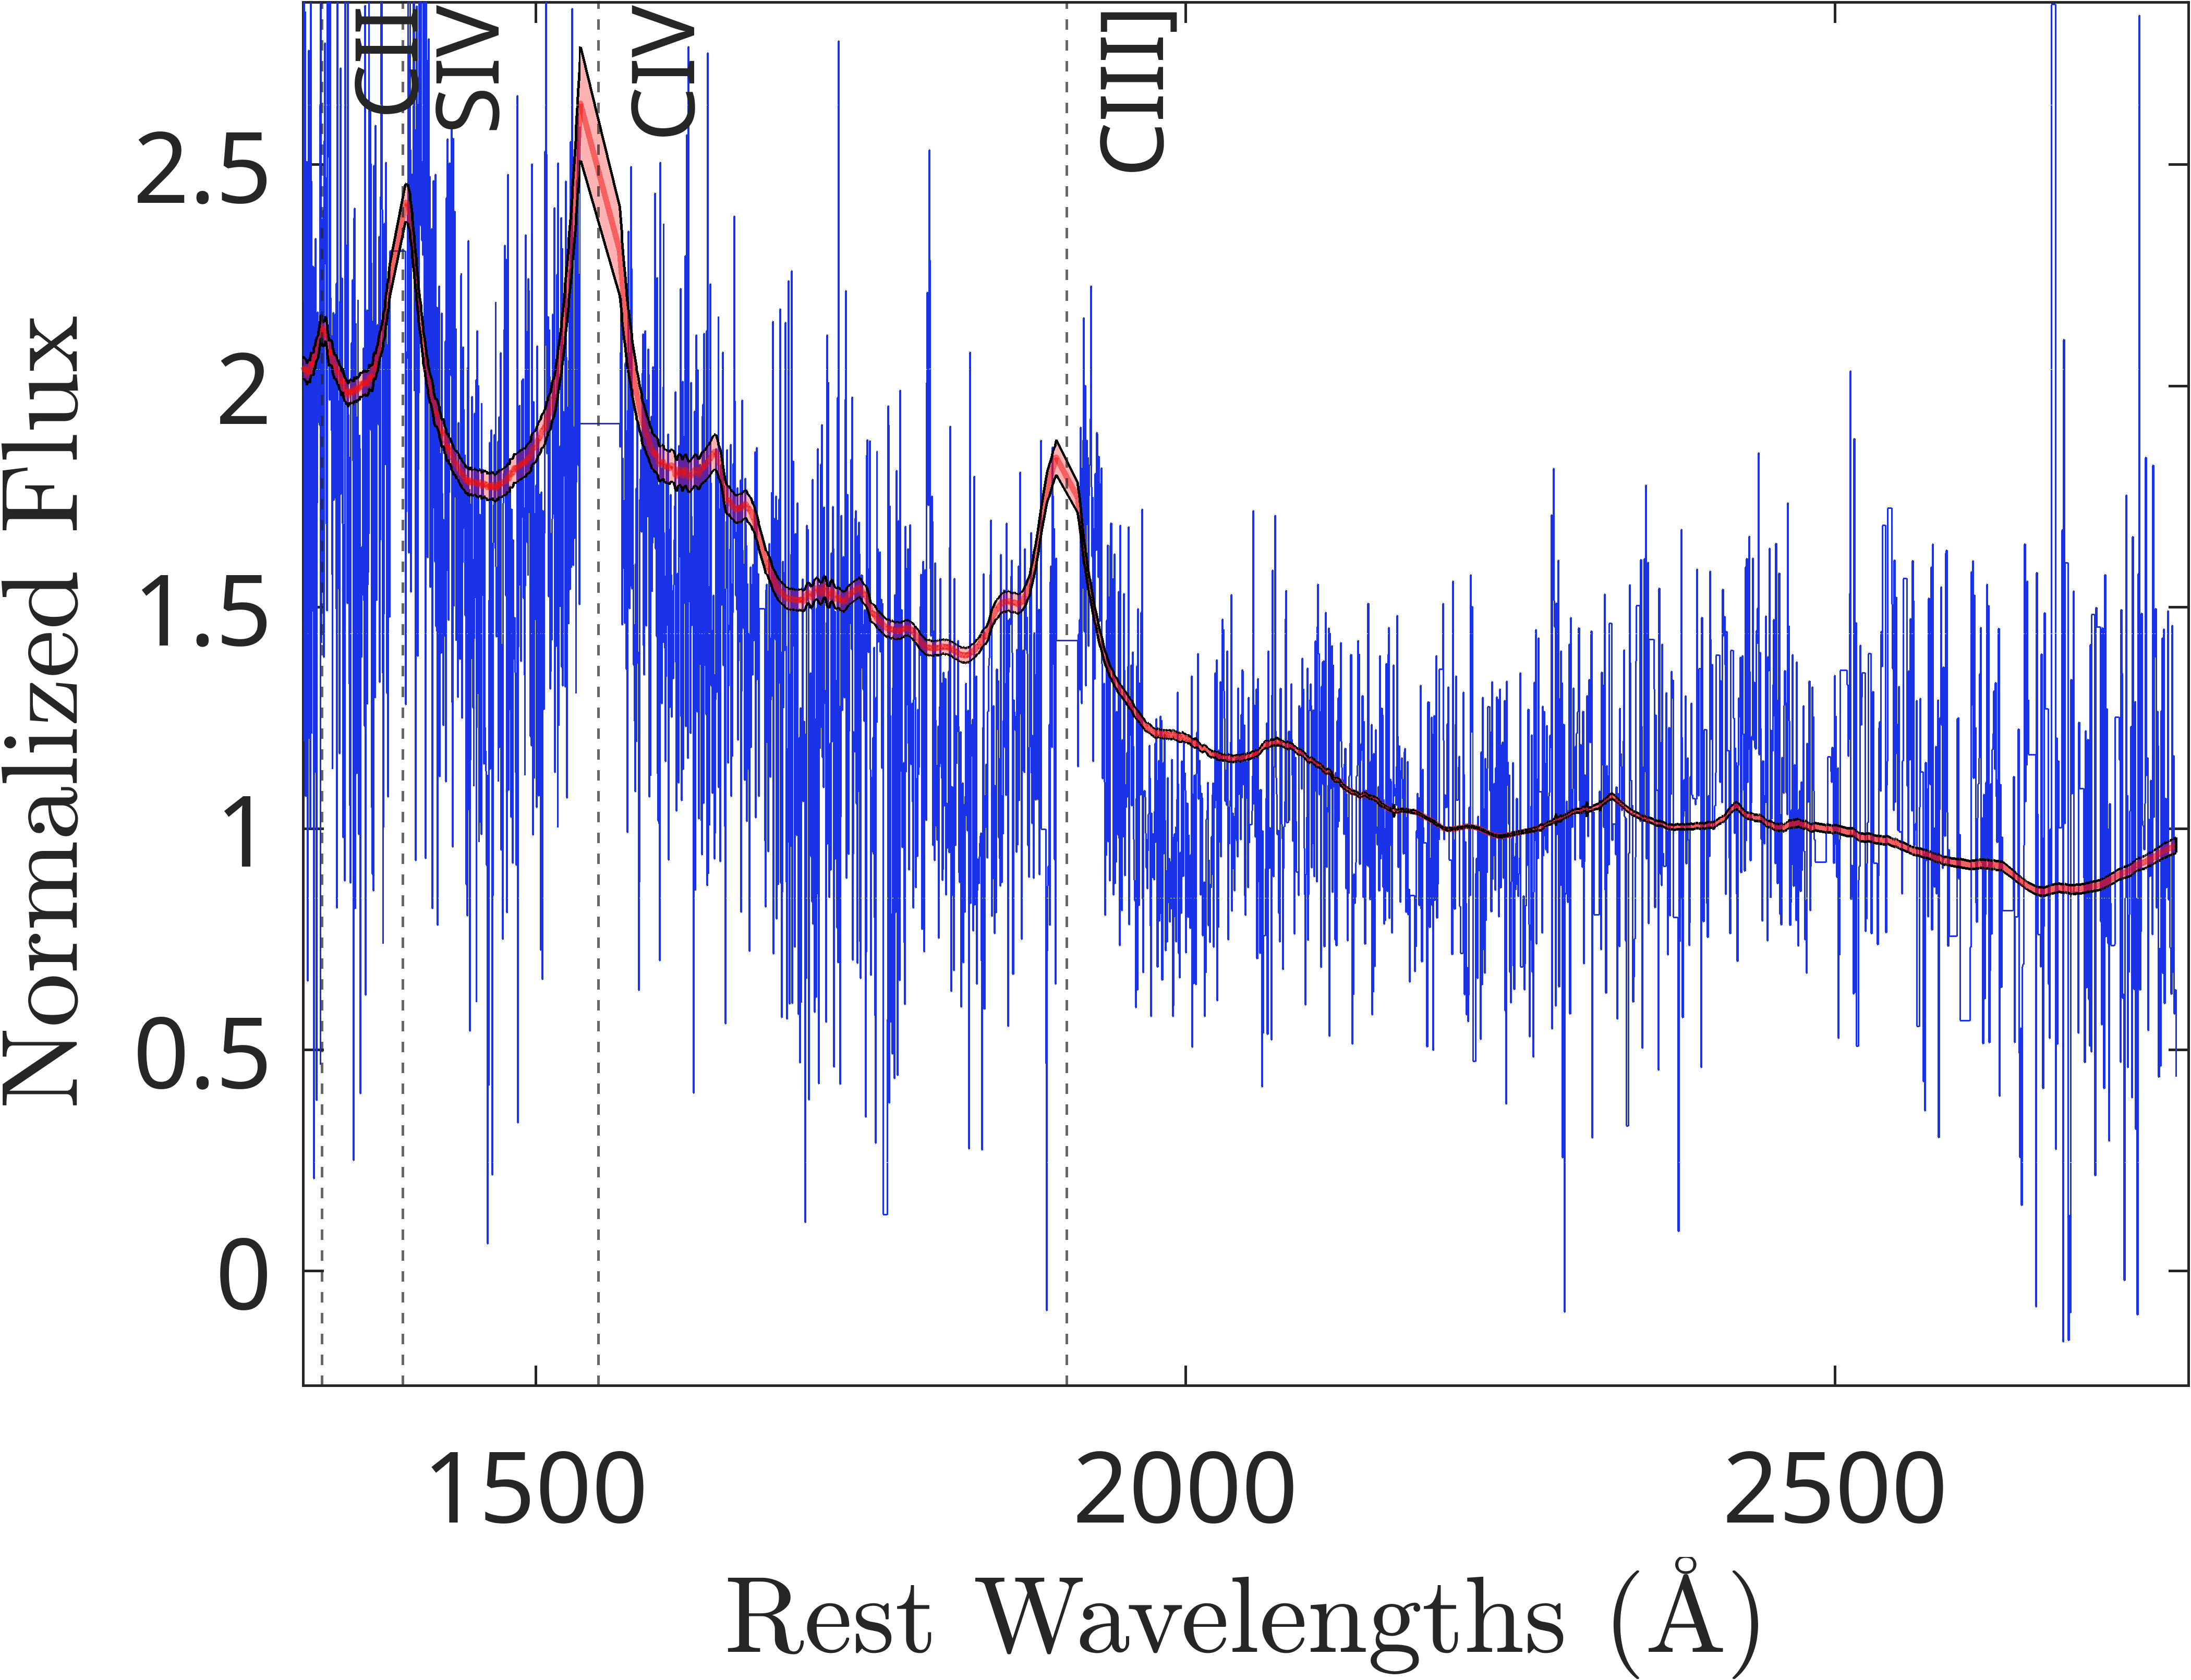 CII
SIV
CIV
CIII]
2.5
2
1.5
1
0.5
0
Normalized Flux
1500
2000
2500
Rest Wavelengths (Å)